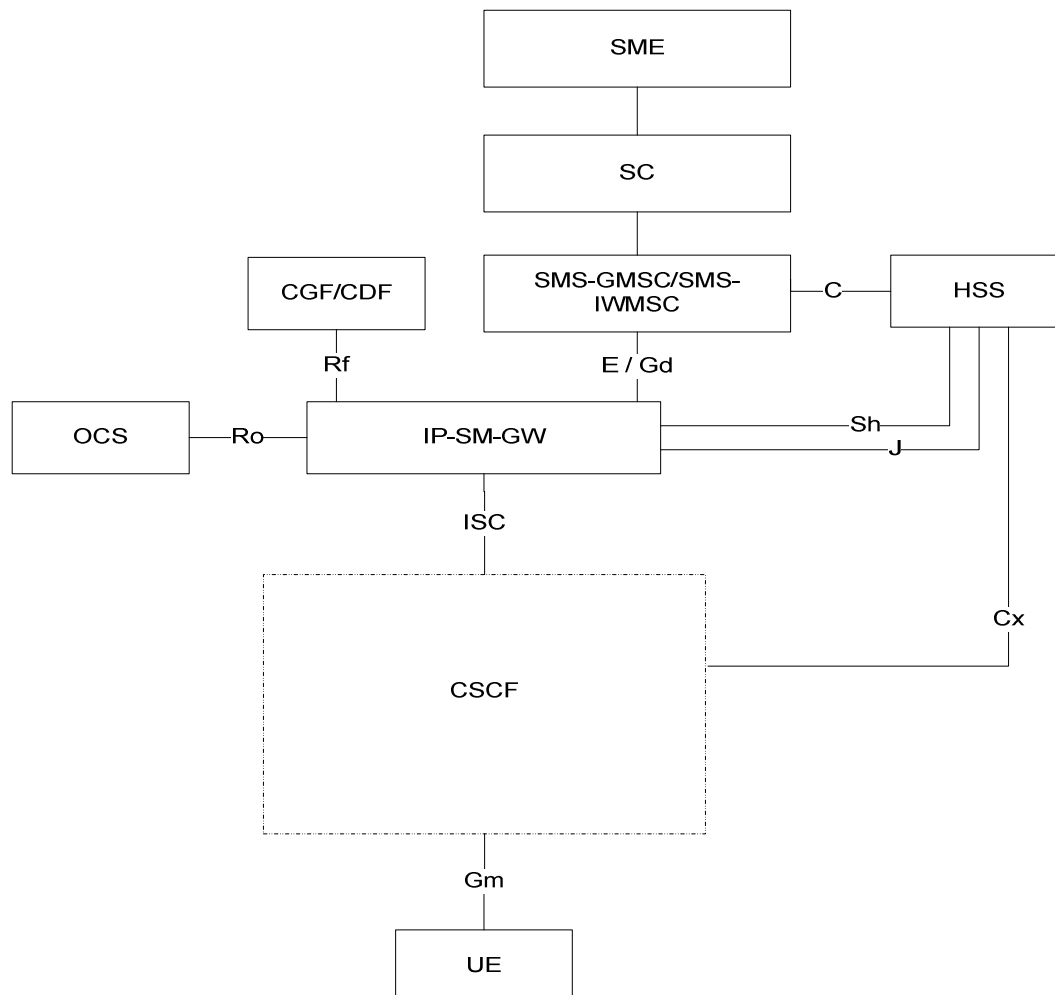 SME
SC
SMS-GMSC/SMS-
IWMSC
C
HSS
CGF/CDF
Rf
E / Gd
OCS
Ro
IP-SM-GW
Sh
J
ISC
Cx
CSCF
Gm
UE